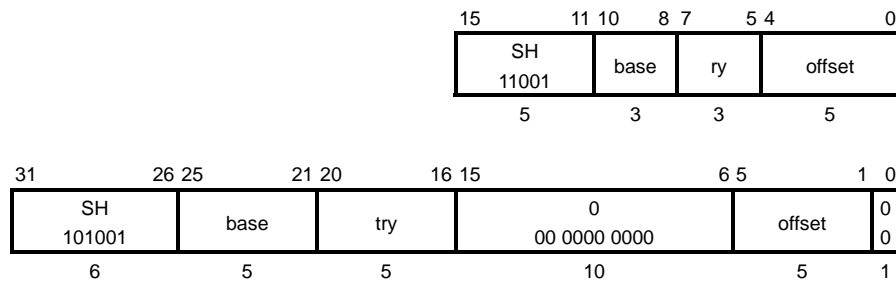 15 11 10 8 7 5 4 0
SH base ry offset
11001
5 3 3 5
31 26 25 21 20 16 15 6 5 1 0
SH base try 0 offset 0
101001 00 0000 0000 0
6 5 5 10 5 1